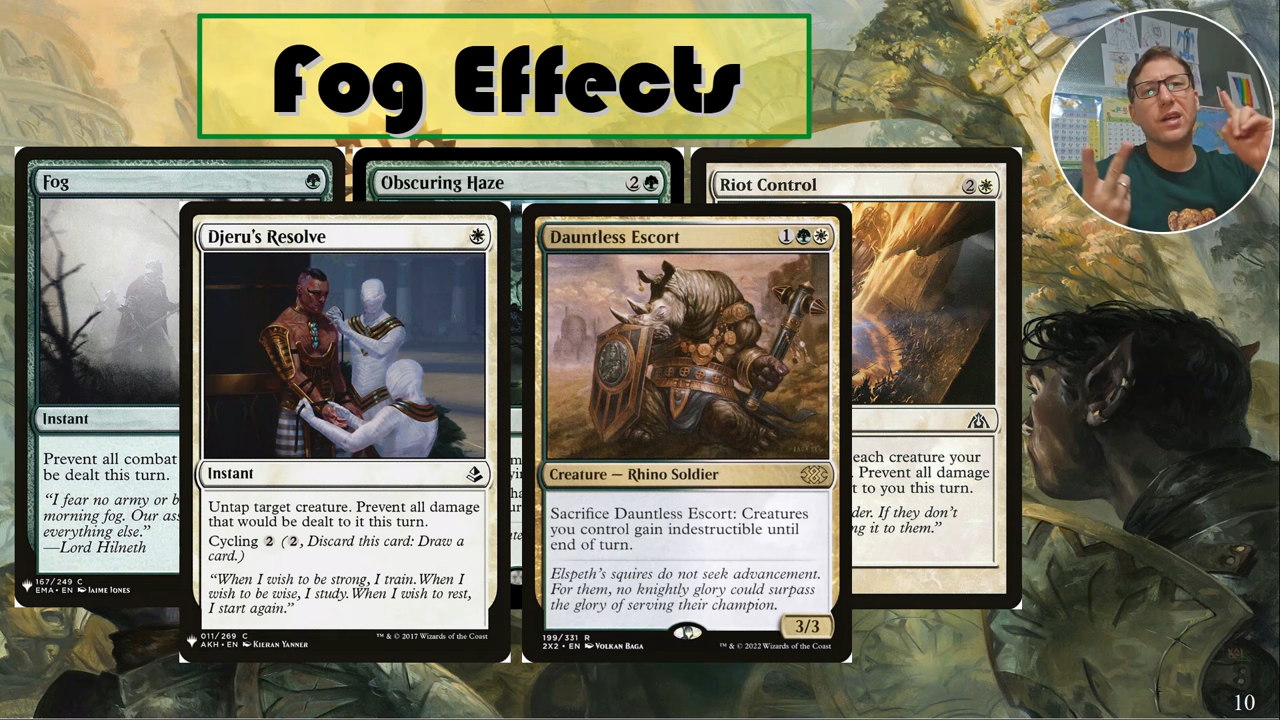 Fog Effects
Fog
Instant
Prevent all combat
be dealt this turn.
"I fear no army or b
morning fog. Our ass
everything else."
—Lord Hilneth
167/249 C
EMA • EN Jaime Jones
Obscuring Haze 2
Riot Control 2
each creature your
. Prevent all damage
t to you this turn.
der. If they don't
ng it to them."
Djeru's Resolve
Instant
Untap target creature. Prevent all damage
that would be dealt to it this turn.
Cycling 2 (2, Discard this card: Draw a
card.)
"When I wish to be strong, I train. When I
wish to be wise, I study. When I wish to rest,
I start again."
011/269 C
AKH • EN Kieran Yanner
™ & © 2017 Wizards of the Coast
Dauntless Escort 1
Creature — Rhino Soldier
Sacrifice Dauntless Escort: Creatures
you control gain indestructible until
end of turn.
Elspeth's squires do not seek advancement.
For them, no knightly glory could surpass
the glory of serving their champion.
3/3
199/331 R
2X2 • EN Volkan Baga
™ & © 2022 Wizards of the Coast
10